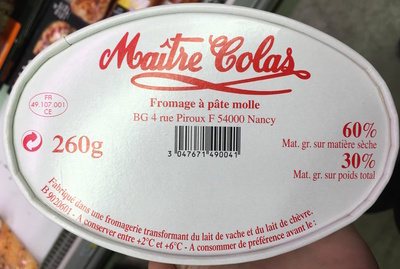 Maître Colas
Fromage à pâte molle
BG 4 rue Piroux F 54000 Nancy
FR
49.107.001
CE
260g
3 047671 490041
60%
Mat. gr. sur matière sèche
30%
Mat. gr. sur poids total
Fabriqué dans une fromagerie transformant du lait de vache et du lait de chèvre.
B 9020601 - A conserver entre +2°C et +6°C - A consommer de préférence avant le :